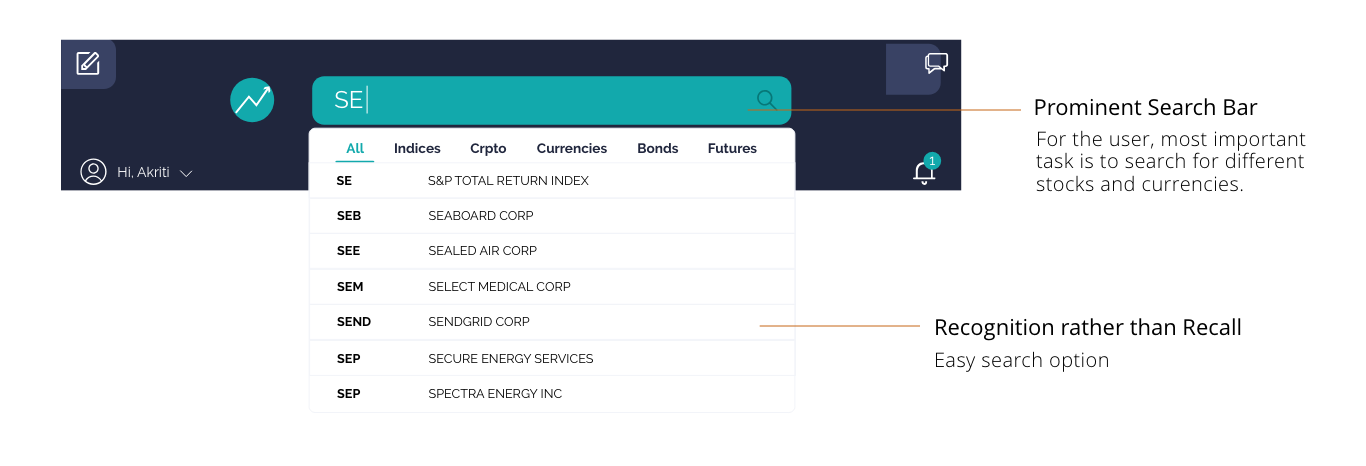 SE
Prominent Search Bar
For the user, most important
task is to search for different
stocks and currencies.
Hi, Akriti
1
All Indices Crpto Currencies Bonds Futures
SE S&P TOTAL RETURN INDEX
SEB SEABOARD CORP
SEE SEALED AIR CORP
SEM SELECT MEDICAL CORP
SEND SENDGRID CORP
SEP SECURE ENERGY SERVICES
SEP SPECTRA ENERGY INC
Recognition rather than Recall
Easy search option